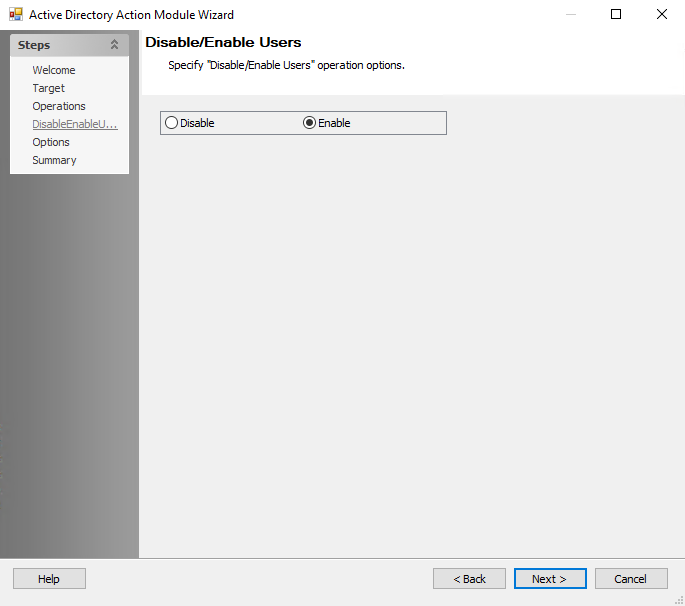 Active Directory Action Module Wizard
Steps
Welcome
Target
Operations
DisableEnableU...
Options
Summary
Disable/Enable Users
Specify "Disable/Enable Users" operation options.
Disable Enable
Help < Back Next > Cancel